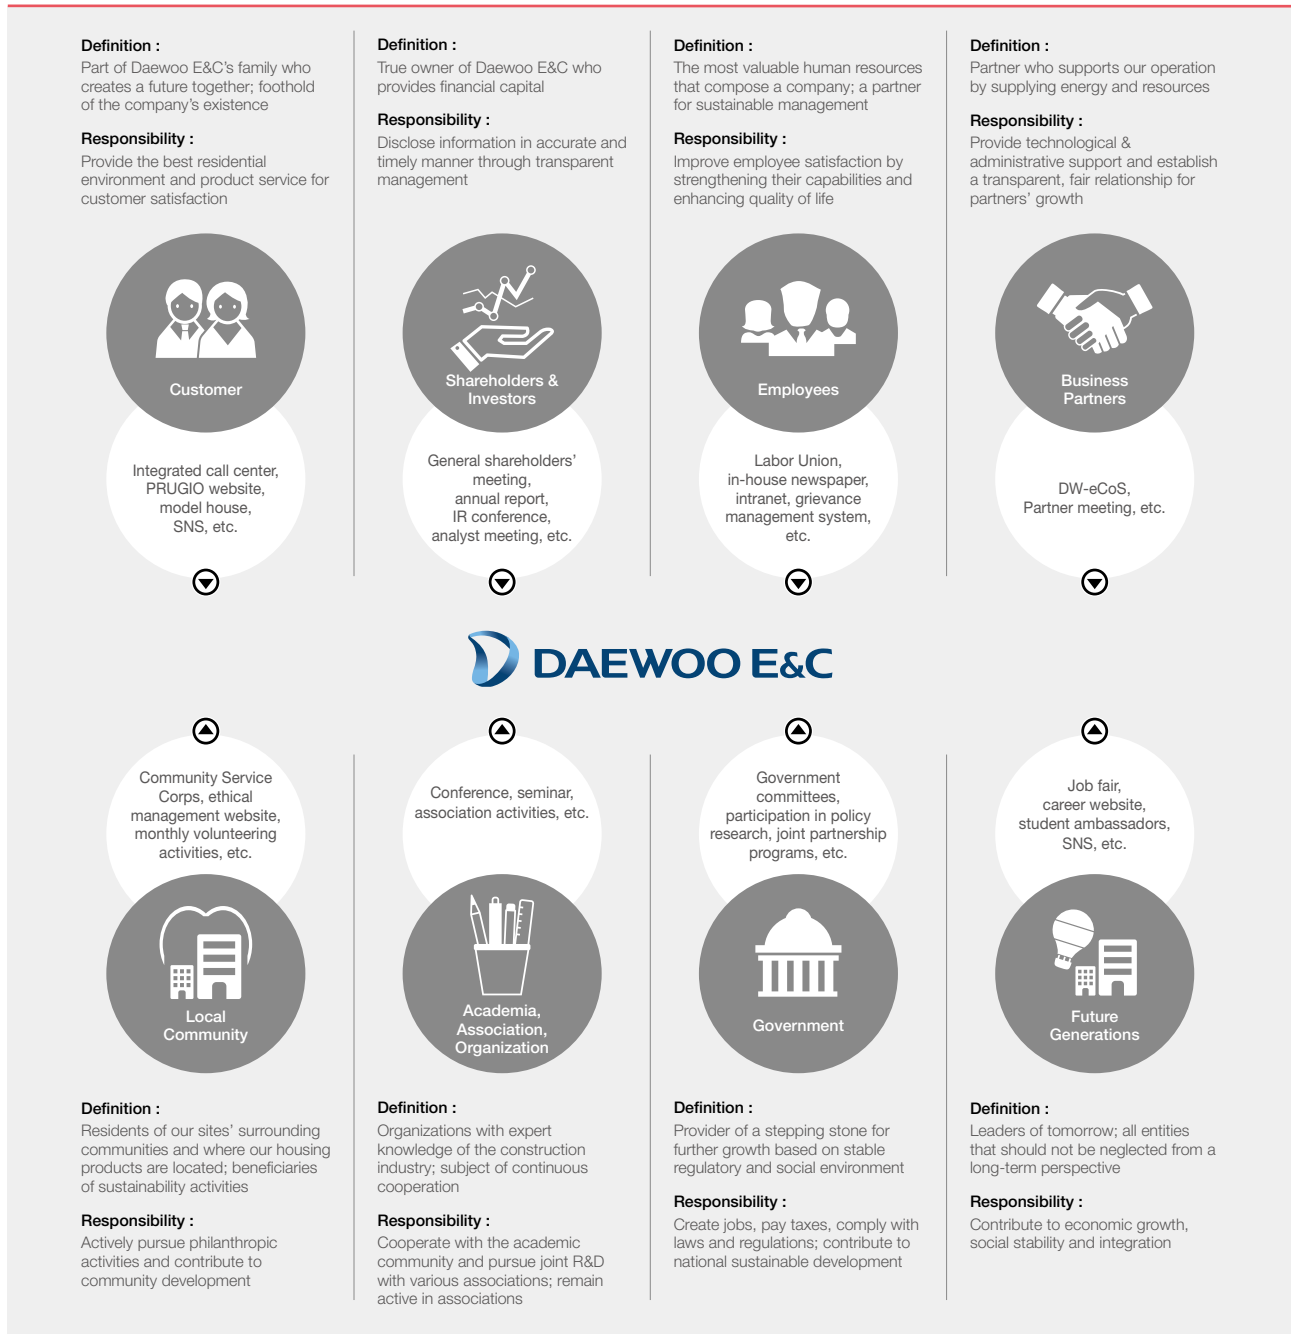 Definition :
Part of Daewoo E&C's family who
creates a future together; foothold
of the company's existence
Responsibility :
Provide the best residential
environment and product service for
customer satisfaction
Customer
Integrated call center,
PRUGIO website,
model house,
SNS, etc.
Definition :
True owner of Daewoo E&C who
provides financial capital
Responsibility :
Disclose information in accurate and
timely manner through transparent
management
Shareholders &
Investors
General shareholders'
meeting,
annual report,
IR conference,
analyst meeting, etc.
Definition :
The most valuable human resources
that compose a company; a partner
for sustainable management
Responsibility :
Improve employee satisfaction by
strengthening their capabilities and
enhancing quality of life
Employees
Labor Union,
in-house newspaper,
intranet, grievance
management system,
etc.
Definition :
Partner who supports our operation
by supplying energy and resources
Responsibility :
Provide technological &
administrative support and establish
a transparent, fair relationship for
partners' growth
Business
Partners
DW-eCoS,
Partner meeting, etc.
DAEWOO E&C
Community Service
Corps, ethical
management website,
monthly volunteering
activities, etc.
Local
Community
Definition :
Residents of our sites' surrounding
communities and where our housing
products are located; beneficiaries
of sustainability activities
Responsibility :
Actively pursue philanthropic
activities and contribute to
community development
Conference, seminar,
association activities, etc.
Academia,
Association,
Organization
Definition :
Organizations with expert
knowledge of the construction
industry; subject of continuous
cooperation
Responsibility :
Cooperate with the academic
community and pursue joint R&D
with various associations; remain
active in associations
Government
committees,
participation in policy
research, joint partnership
programs, etc.
Government
Definition :
Provider of a stepping stone for
further growth based on stable
regulatory and social environment
Responsibility :
Create jobs, pay taxes, comply with
laws and regulations; contribute to
national sustainable development
Job fair,
career website,
student ambassadors,
SNS, etc.
Future
Generations
Definition :
Leaders of tomorrow; all entities
that should not be neglected from a
long-term perspective
Responsibility :
Contribute to economic growth,
social stability and integration